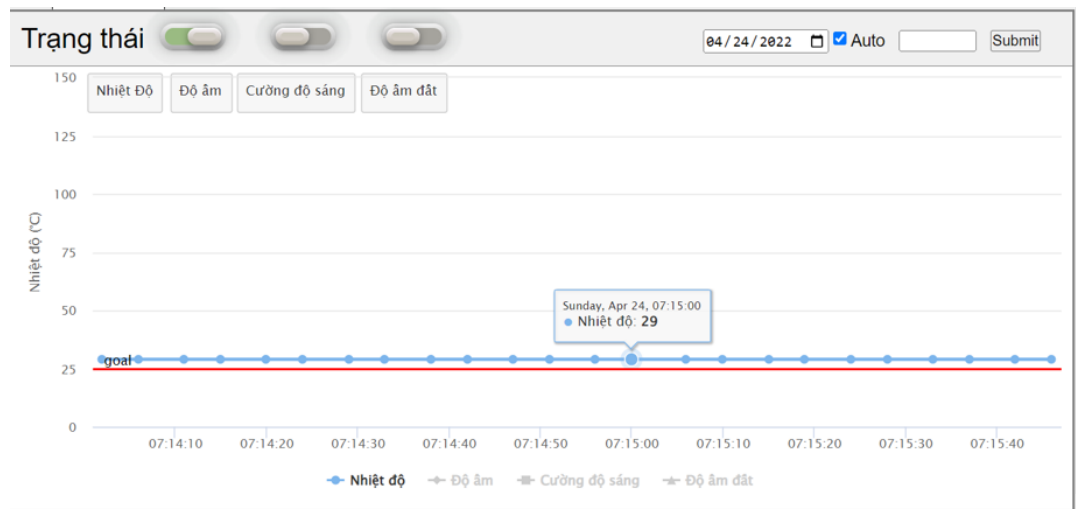 Trạng thái 04/24/2022 Auto Submit
150
Nhiệt Độ Độ ẩm Cường độ sáng Độ ẩm đất
125
100
75
50
25
0
Nhiệt độ (°C)
Sunday, Apr 24, 07:15:00
Nhiệt độ: 29
goal
07:14:10 07:14:20 07:14:30 07:14:40 07:14:50 07:15:00 07:15:10 07:15:20 07:15:30 07:15:40
Nhiệt độ Độ ẩm Cường độ sáng Độ ẩm đất